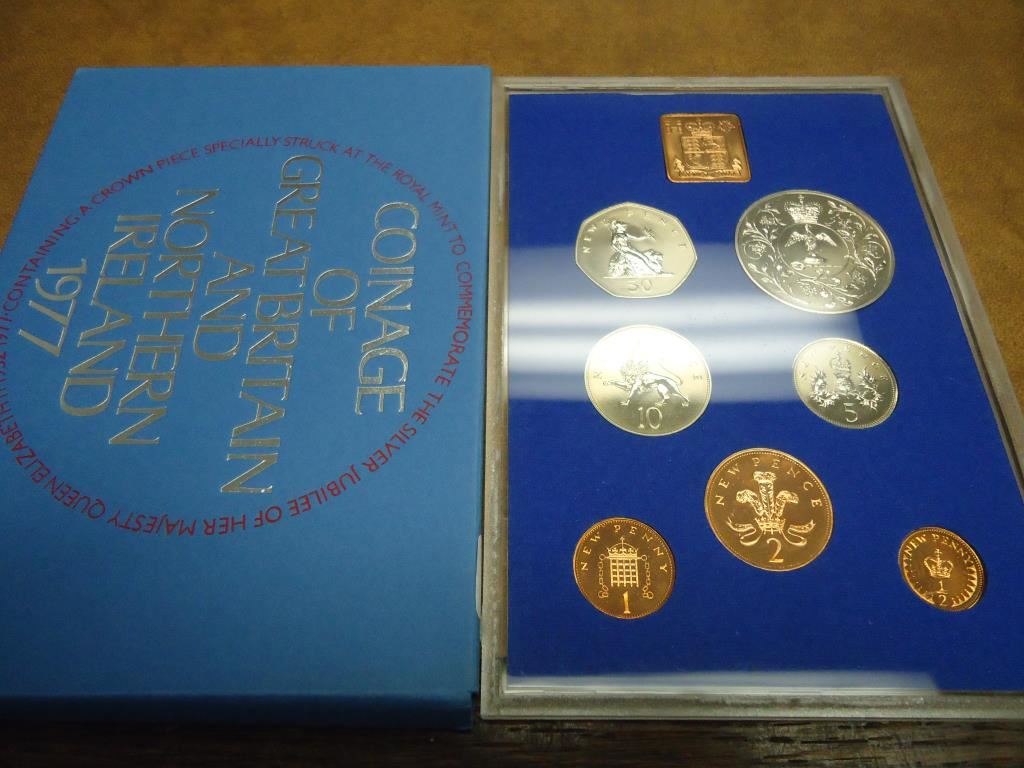 COINAGE
OF
GREAT BRITAIN
AND
NORTHERN
IRELAND
1977
CONTAINING A CROWN PIECE SPECIALLY STRUCK AT THE ROYAL MINT TO COMMEMORATE THE SILVER JUBILEE OF HER MAJESTY QUEEN ELIZABETH II 1952 1977
NEW PENCE
50
10
5
NEW PENCE
2
NEW PENNY
1
NEW PENNY
1/2